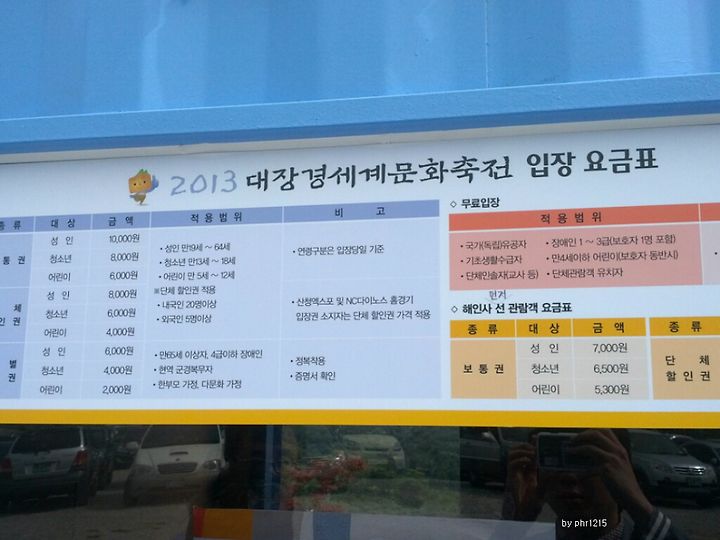 2013 대장경세계문화축전 입장 요금표
종 류 대 상 금 액 적 용 범 위 비 고
통 권
성 인 10,000원
청소년 8,000원
어린이 6,000원
• 성인 만19세 ~ 64세
• 청소년 만13세 ~ 18세
• 어린이 만 5세 ~ 12세
• 연령구분은 입장당일 기준
체
인 권
성 인 8,000원
청소년 6,000원
어린이 4,000원
※단체 할인권 적용
• 내국인 20명이상
• 외국인 5명이상
• 산청엑스포 및 NC다이노스 홈경기
입장권 소지자는 단체 할인권 가격 적용
별
권
성 인 6,000원
청소년 4,000원
어린이 2,000원
• 만65세 이상자, 4급이하 장애인
• 현역 군경복무자
• 한부모 가정, 다문화 가정
• 정복착용
• 증명서 확인
◇ 무료입장
적 용 범 위
• 국가(독립)유공자 • 장애인 1 ~ 3급(보호자 1명 포함)
• 기초생활수급자 • 만4세이하 어린이(보호자 동반시)
• 단체인솔자(교사 등) • 단체관람객 유치자
먼저
◇ 해인사 선 관람객 요금표
종 류 대 상 금 액 종 류
보 통 권
성 인 7,000원
청소년 6,500원
어린이 5,300원
단 체
할 인 권
by phr1215